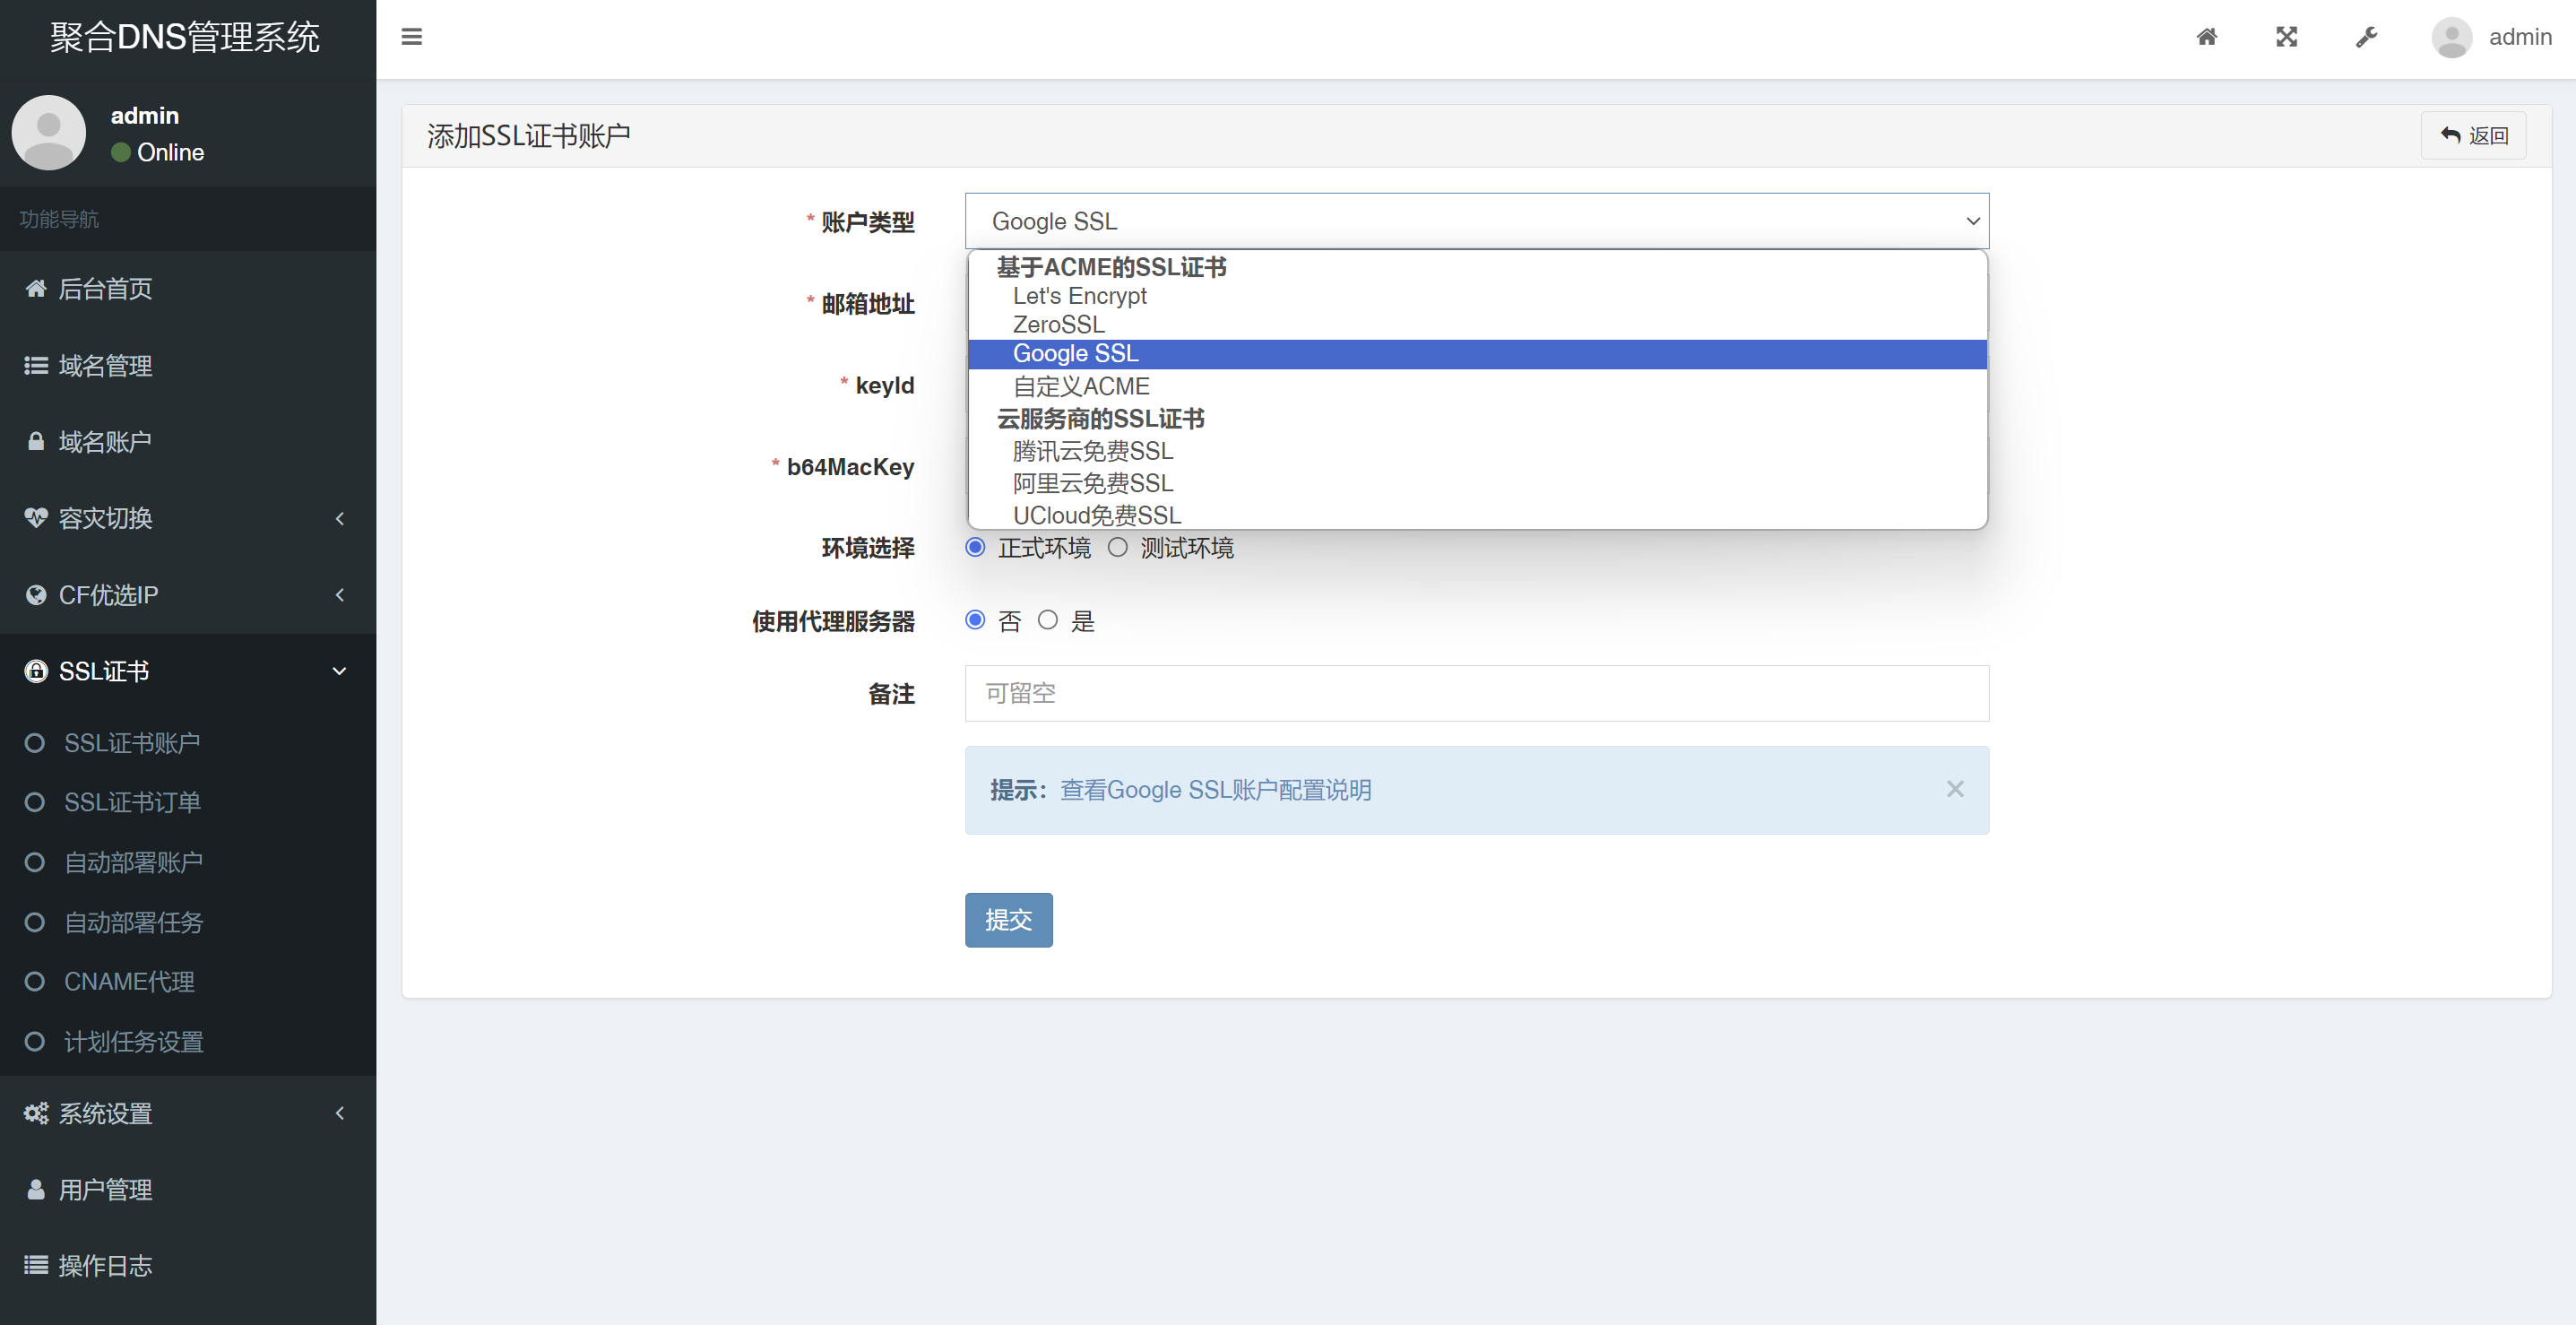 聚合DNS管理系统
admin
admin
Online
功能导航
后台首页
域名管理
域名账户
容灾切换
CF优选IP
SSL证书
SSL证书账户
SSL证书订单
自动部署账户
自动部署任务
CNAME代理
计划任务设置
系统设置
用户管理
操作日志
添加SSL证书账户
返回
* 账户类型
Google SSL
基于ACME的SSL证书
Let's Encrypt
ZeroSSL
Google SSL
自定义ACME
云服务商的SSL证书
腾讯云免费SSL
阿里云免费SSL
UCloud免费SSL
* 邮箱地址
* keyId
* b64MacKey
环境选择
正式环境 测试环境
使用代理服务器
否 是
备注
可留空
提示：查看Google SSL账户配置说明
×
提交